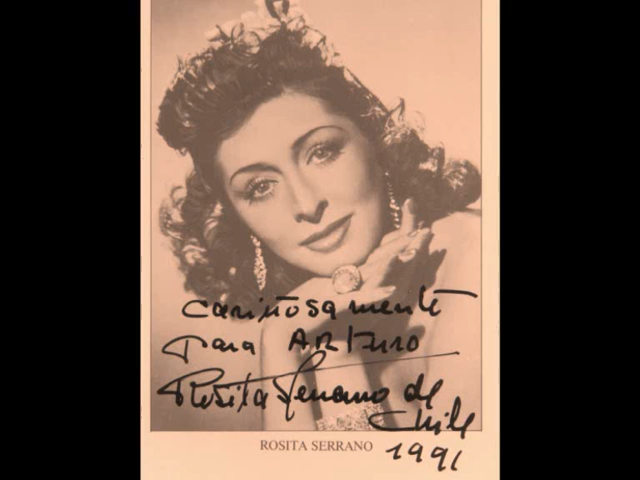 cariñosamente
para ARTURO
Rosita Serrano de
Chile
ROSITA SERRANO
1991